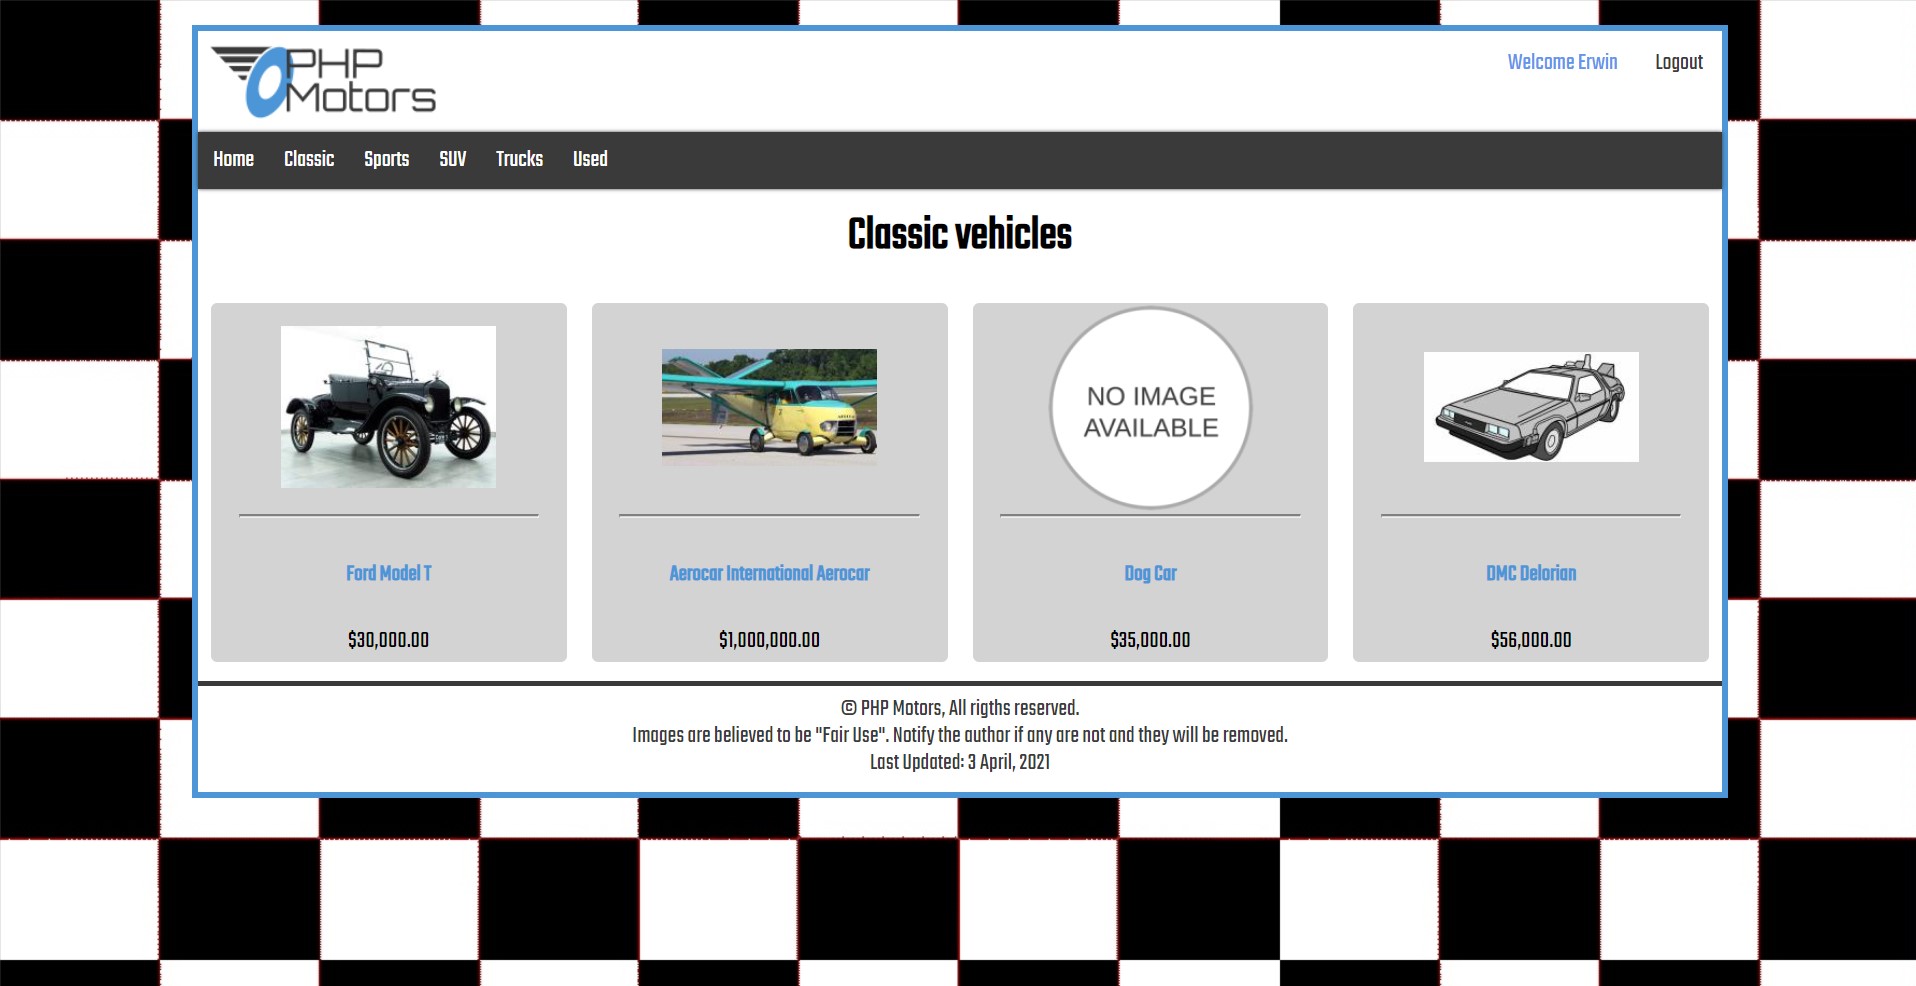 PHP
Motors
Welcome Erwin Logout
Home Classic Sports SUV Trucks Used
Classic vehicles
NO IMAGE
AVAILABLE
Ford Model T
Aerocar International Aerocar
Dog Car
DMC Delorian
$30,000.00
$1,000,000.00
$35,000.00
$56,000.00
© PHP Motors, All rigths reserved.
Images are believed to be "Fair Use". Notify the author if any are not and they will be removed.
Last Updated: 3 April, 2021